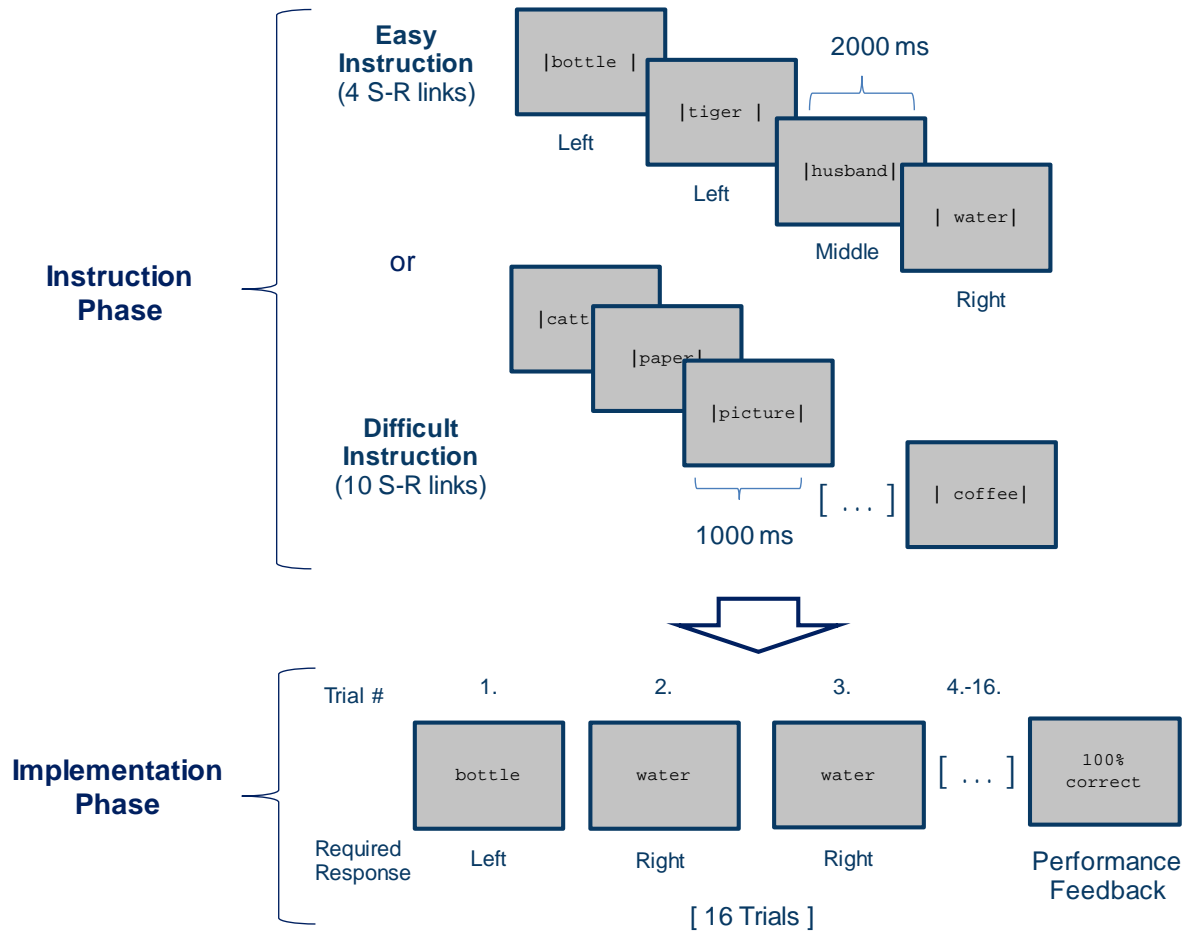 Easy
Instruction
(4 S-R links)
|bottle |
Left
|tiger |
Left
2000 ms
|husband|
Middle
| water|
Right
Instruction
Phase
or
|catt
|paper|
|picture|
1000 ms
Difficult
Instruction
(10 S-R links)
[ ... ]
| coffee|
Implementation
Phase
Trial #
1.
2.
3.
4.-16.
bottle
water
water
[ ... ]
100%
correct
Required
Response
Left
Right
Right
Performance
Feedback
[ 16 Trials ]